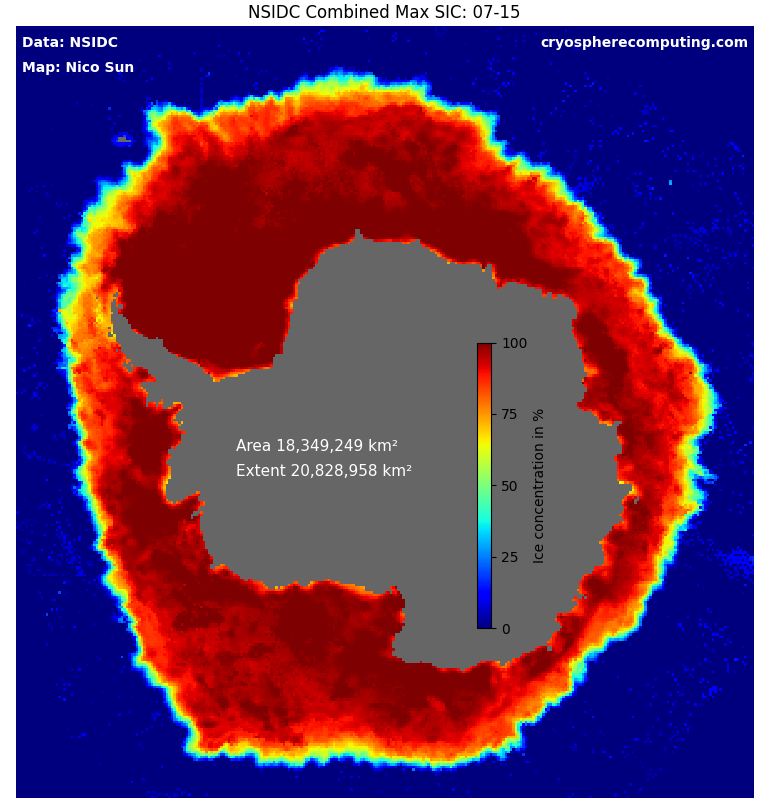 NSIDC Combined Max SIC: 07-15
Data: NSIDC
cryospherecomputing.com
Map: Nico Sun
100
75
50
25
0
Ice concentration in %
Area 18,349,249 km²
Extent 20,828,958 km²